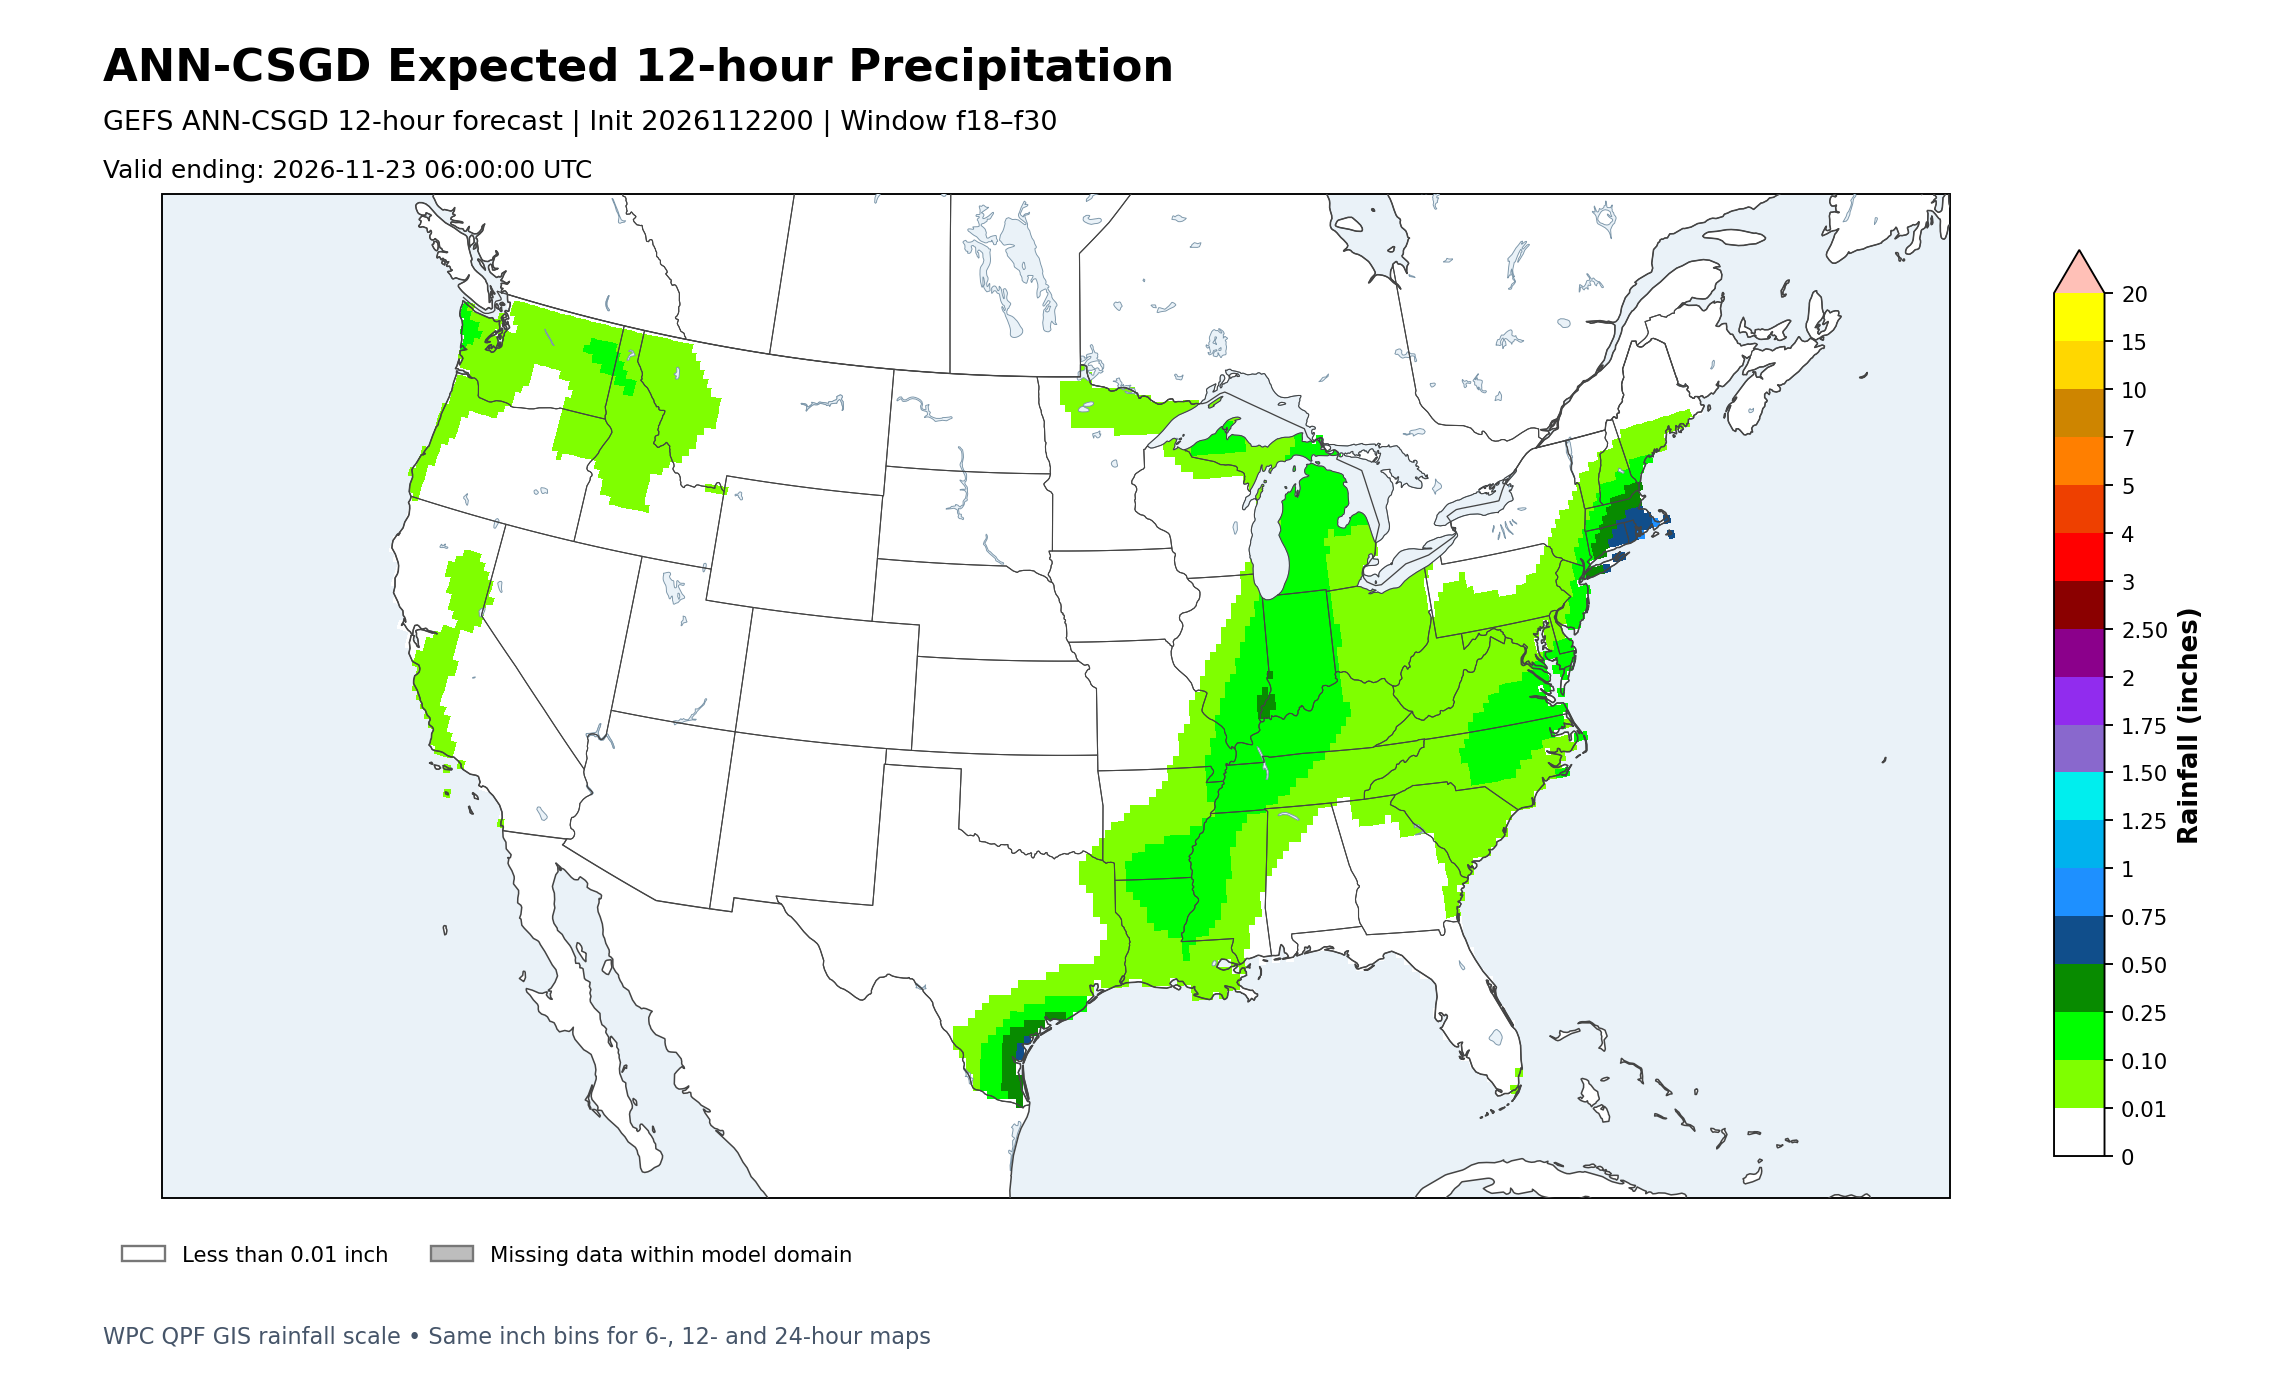 ANN-CSGD Expected 12-hour Precipitation
GEFS ANN-CSGD 12-hour forecast | Init 2026112200 | Window f18–f30
Valid ending: 2026-11-23 06:00:00 UTC
20
15
10
7
5
4
3
2.50
2
1.75
1.50
1.25
1
0.75
0.50
0.25
0.10
0.01
0
Rainfall (inches)
Less than 0.01 inch
Missing data within model domain
WPC QPF GIS rainfall scale • Same inch bins for 6-, 12- and 24-hour maps